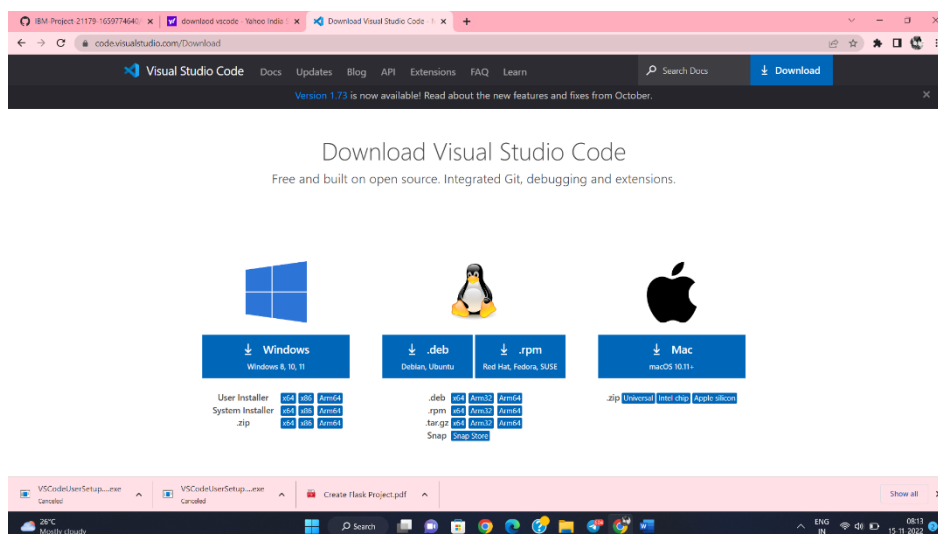 IBM-Project-21179-1659774640/ downlaod vscode - Yahoo India S Download Visual Studio Code -
code.visualstudio.com/Download
Visual Studio Code Docs Updates Blog API Extensions FAQ Learn Search Docs Download
Version 1.73 is now available! Read about the new features and fixes from October.
Download Visual Studio Code
Free and built on open source. Integrated Git, debugging and extensions.
Windows .deb .rpm Mac
Windows 8, 10, 11 Debian, Ubuntu Red Hat, Fedora, SUSE macOS 10.11+
User Installer x64 x86 Arm64 .deb x64 Arm32 Arm64 .zip Universal Intel chip Apple silicon
System Installer x64 x86 Arm64 .rpm x64 Arm32 Arm64
.zip x64 x86 Arm64 .tar.gz x64 Arm32 Arm64
Snap Snap Store
VSCodeUserSetup....exe VSCodeUserSetup....exe Create Flask Project.pdf Show all
Canceled Canceled
26°C Search ENG 08:13
Mostly cloudy IN 15-11-2022